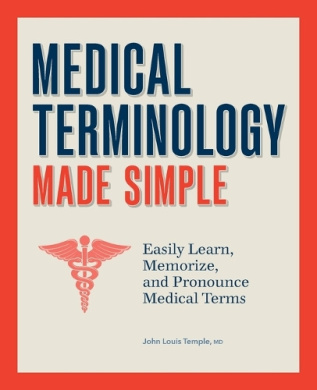 MEDICAL
TERMINOLOGY
MADE SIMPLE
Easily Learn,
Memorize,
and Pronounce
Medical Terms
John Louis Temple, MD